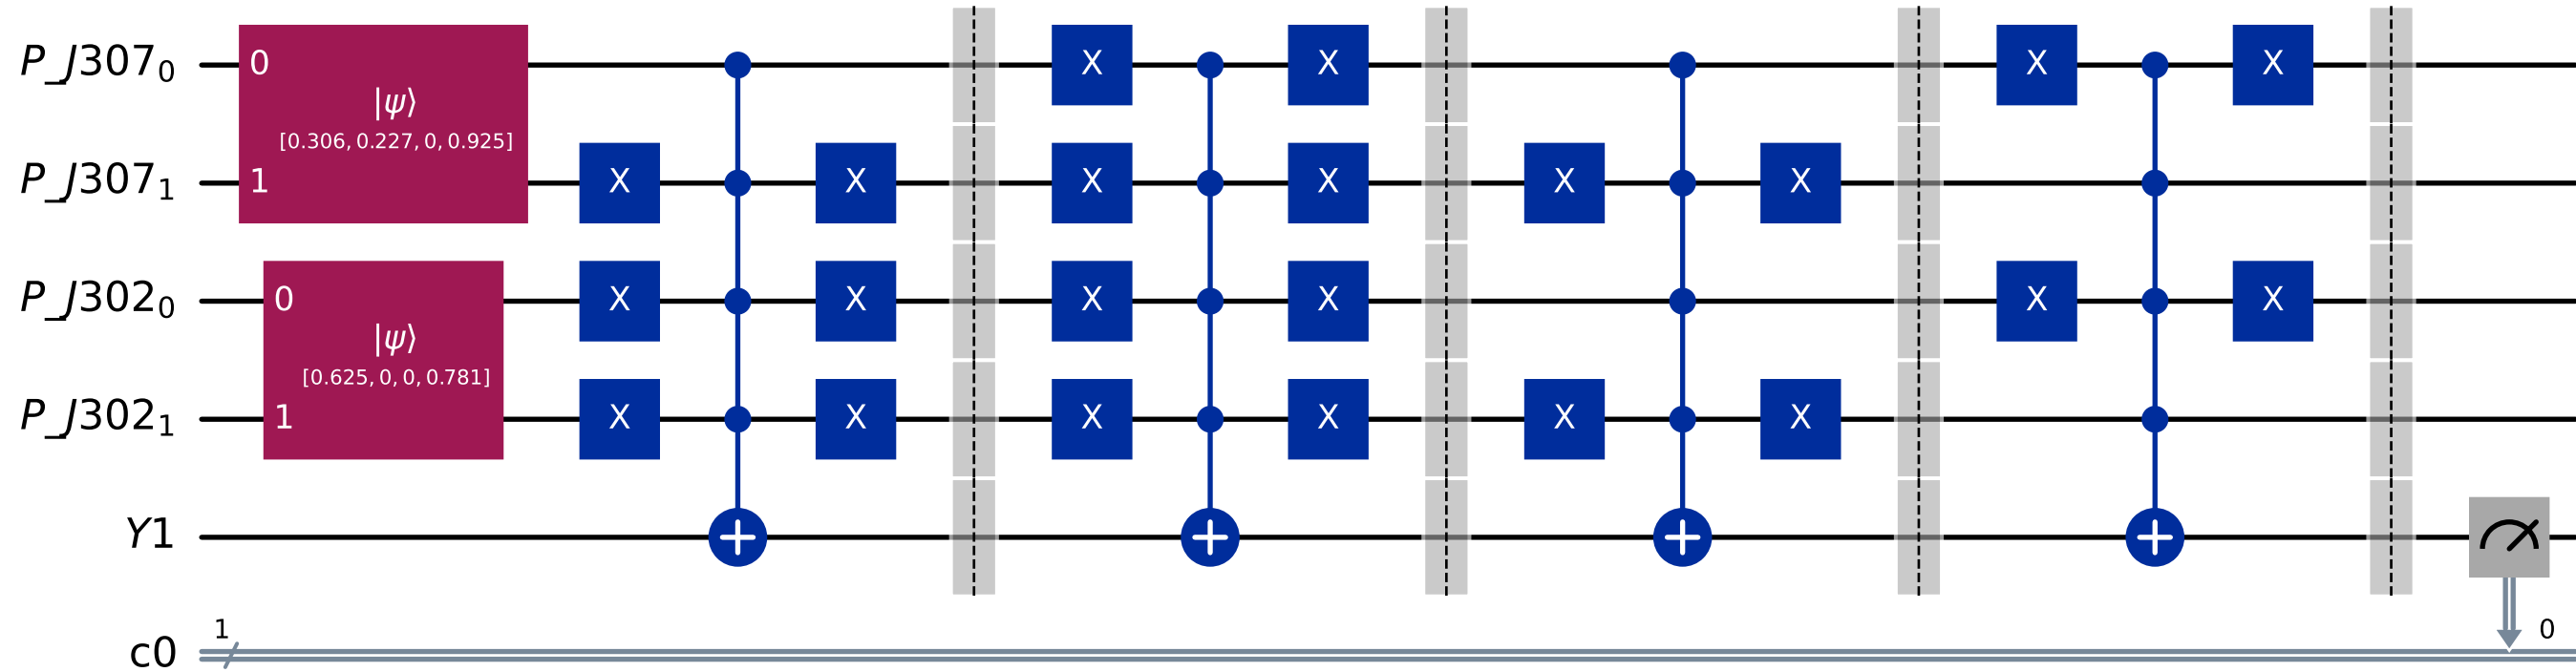 P_J307₀ 0 X X X
|ψ⟩
[0.306, 0.227, 0, 0.925]
P_J307₁ 1 X X X X X X
P_J302₀ 0 X X X X X X
|ψ⟩
[0.625, 0, 0, 0.781]
P_J302₁ 1 X X X X X X
Y1
1 0
c0